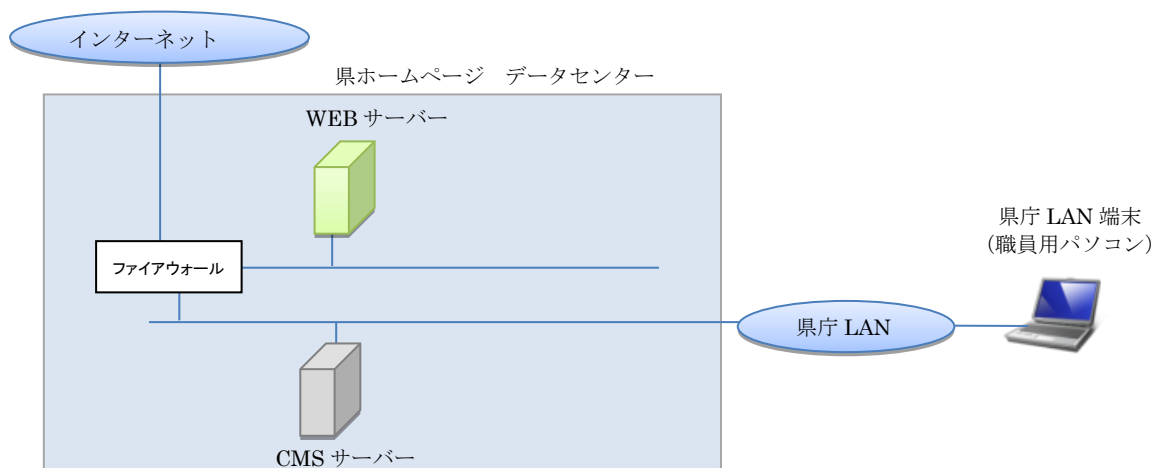 インターネット
県ホームページ　データセンター
WEB サーバー
県庁 LAN 端末
（職員用パソコン）
ファイアウォール
県庁 LAN
CMS サーバー